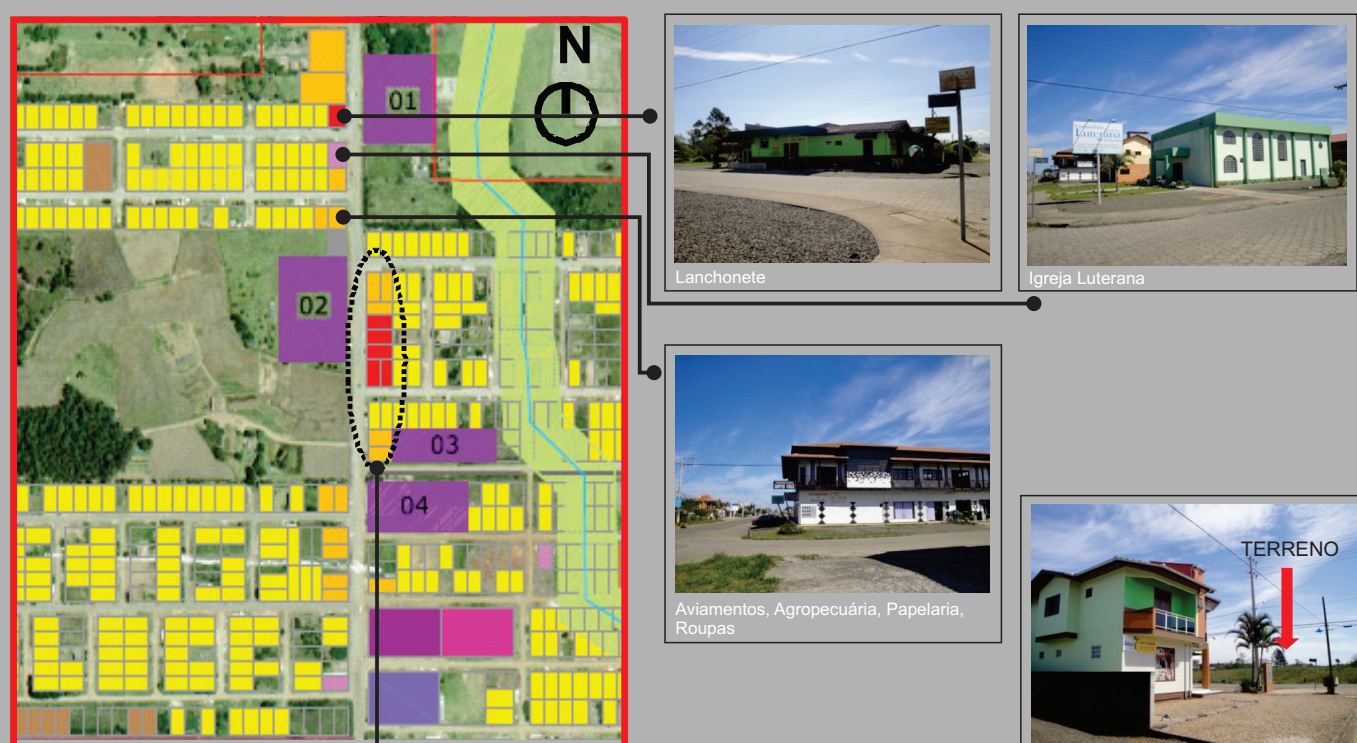 N
01
02
03
04
Lanchonete
Luterana
Igreja Luterana
Aviamentos, Agropecuária, Papelaria,
Roupas
TERRENO